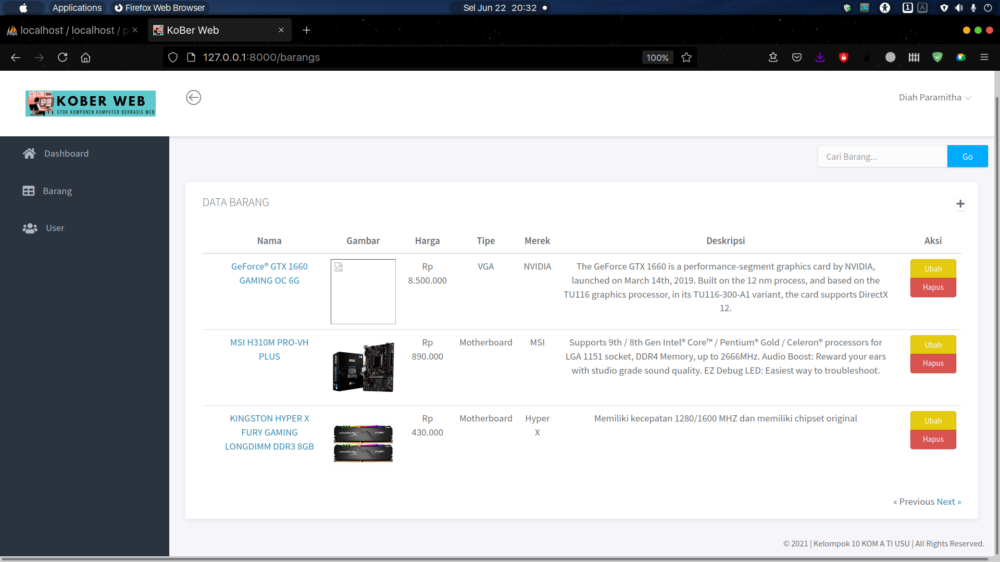 Applications
Firefox Web Browser
Sel Jun 22 20:32
1
A
localhost / localhost / p
KoBer Web
127.0.0.1:8000/barangs
100%
KOBER WEB
STOK KOMPONEN KOMPUTER BERBASIS WEB
Diah Paramitha
Dashboard
Barang
User
Cari Barang...
Go
DATA BARANG
+
Nama Gambar Harga Tipe Merek Deskripsi Aksi
GeForce® GTX 1660
GAMING OC 6G
Rp
8.500.000
VGA
NVIDIA
The GeForce GTX 1660 is a performance-segment graphics card by NVIDIA,
launched on March 14th, 2019. Built on the 12 nm process, and based on the
TU116 graphics processor, in its TU116-300-A1 variant, the card supports DirectX
12.
Ubah
Hapus
MSI H310M PRO-VH
PLUS
msi
H310M
PRO-VH PLUS
Rp
890.000
Motherboard
MSI
Supports 9th / 8th Gen Intel® Core™ / Pentium® Gold / Celeron® processors for
LGA 1151 socket, DDR4 Memory, up to 2666MHz. Audio Boost: Reward your ears
with studio grade sound quality. EZ Debug LED: Easiest way to troubleshoot.
Ubah
Hapus
KINGSTON HYPER X
FURY GAMING
LONGDIMM DDR3 8GB
HYPERX FURY
HYPERX FURY
Rp
430.000
Motherboard
Hyper
X
Memiliki kecepatan 1280/1600 MHZ dan memiliki chipset original
Ubah
Hapus
« Previous Next »
© 2021 | Kelompok 10 KOM A TI USU | All Rights Reserved.